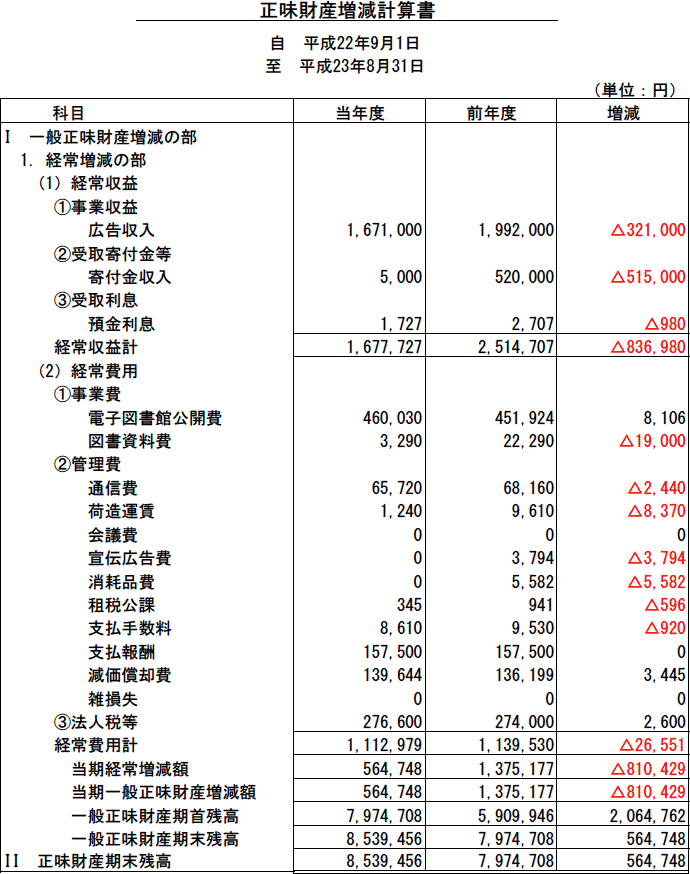 正味財産増減計算書
自　平成22年9月1日
至　平成23年8月31日
（単位：円）
科目 当年度 前年度 増減
Ⅰ　一般正味財産増減の部
1. 経常増減の部
(1) 経常収益
①事業収益
広告収入 1,671,000 1,992,000 △321,000
②受取寄付金等
寄付金収入 5,000 520,000 △515,000
③受取利息
預金利息 1,727 2,707 △980
経常収益計 1,677,727 2,514,707 △836,980
(2) 経常費用
①事業費
電子図書館公開費 460,030 451,924 8,106
図書資料費 3,290 22,290 △19,000
②管理費
通信費 65,720 68,160 △2,440
荷造運賃 1,240 9,610 △8,370
会議費 0 0 0
宣伝広告費 0 3,794 △3,794
消耗品費 0 5,582 △5,582
租税公課 345 941 △596
支払手数料 8,610 9,530 △920
支払報酬 157,500 157,500 0
減価償却費 139,644 136,199 3,445
雑損失 0 0 0
③法人税等 276,600 274,000 2,600
経常費用計 1,112,979 1,139,530 △26,551
当期経常増減額 564,748 1,375,177 △810,429
当期一般正味財産増減額 564,748 1,375,177 △810,429
一般正味財産期首残高 7,974,708 5,909,946 2,064,762
一般正味財産期末残高 8,539,456 7,974,708 564,748
II　正味財産期末残高 8,539,456 7,974,708 564,748